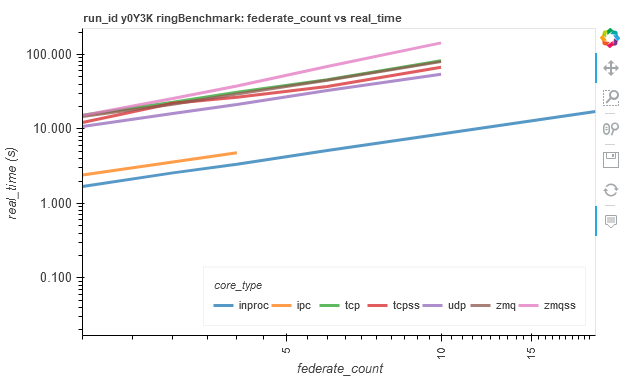 run_id y0Y3K ringBenchmark: federate_count vs real_time
100.000
10.000
1.000
0.100
real_time (s)
core_type
inproc ipc tcp tcpss udp zmq zmqss
5 10 15
federate_count